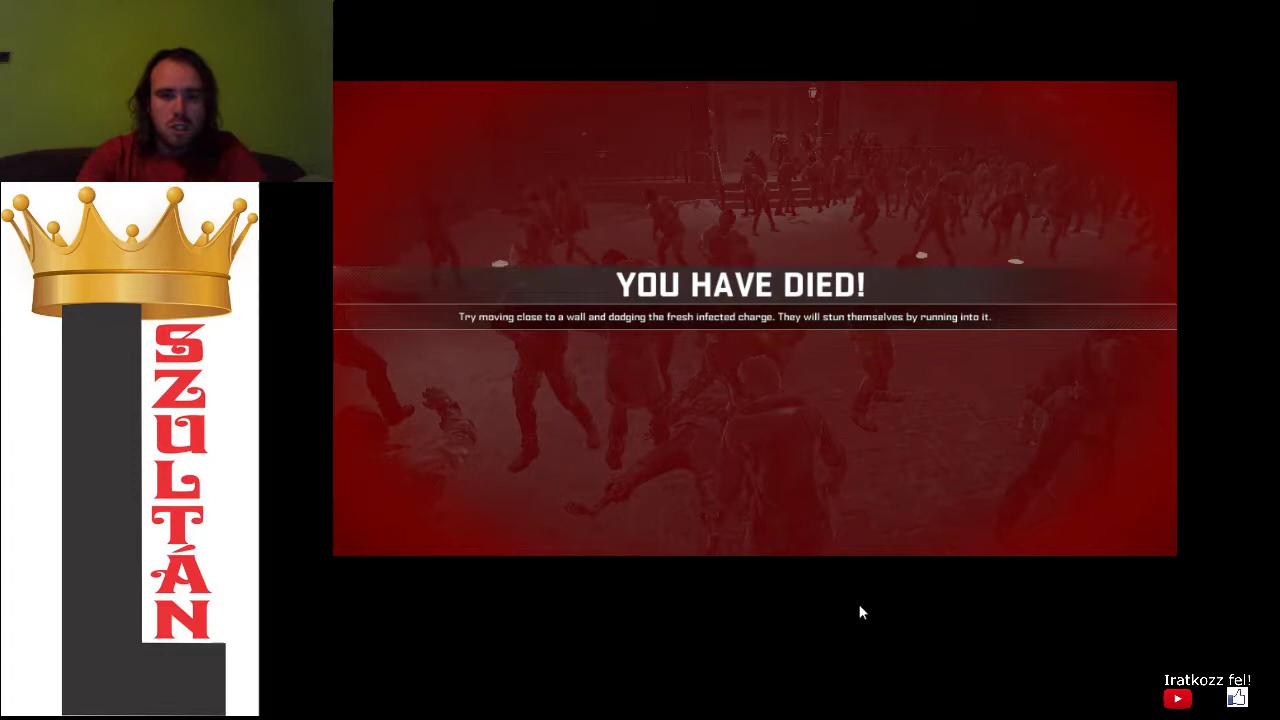 YOU HAVE DIED!
Try moving close to a wall and dodging the fresh infected charge. They will stun themselves by running into it.
L
SZULTÁN
Iratkozz fel!